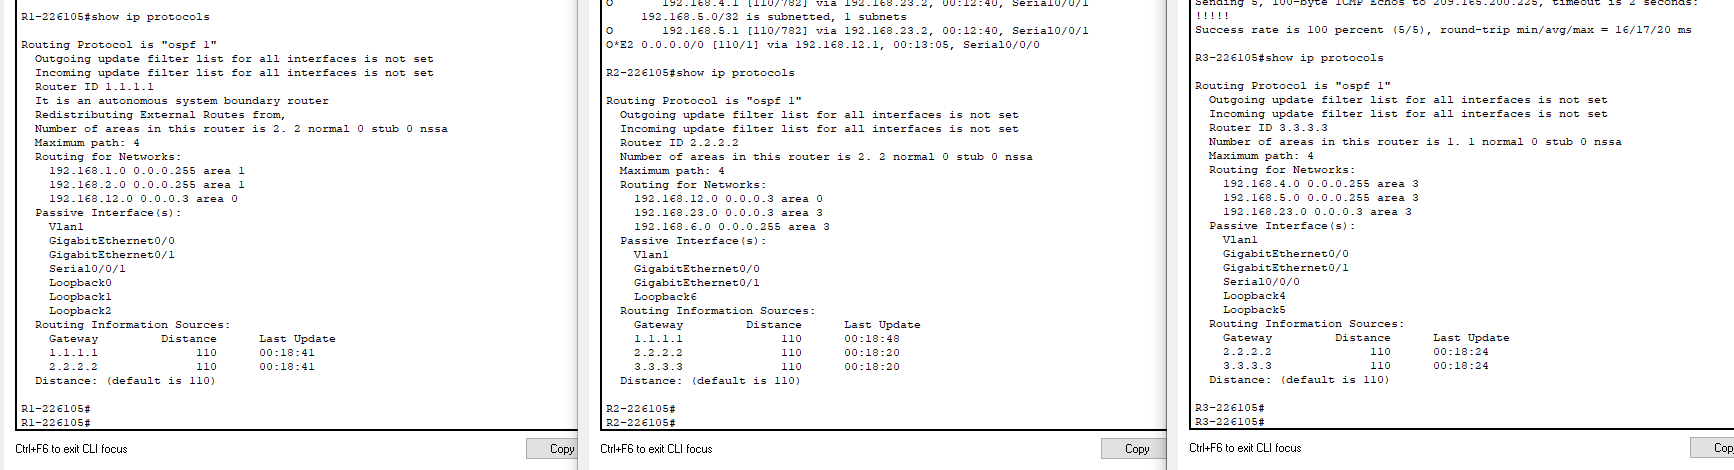 R1-226105#show ip protocols
Routing Protocol is "ospf 1"
Outgoing update filter list for all interfaces is not set
Incoming update filter list for all interfaces is not set
Router ID 1.1.1.1
It is an autonomous system boundary router
Redistributing External Routes from,
Number of areas in this router is 2. 2 normal 0 stub 0 nssa
Maximum path: 4
Routing for Networks:
192.168.1.0 0.0.0.255 area 1
192.168.2.0 0.0.0.255 area 1
192.168.12.0 0.0.0.3 area 0
Passive Interface(s):
Vlan1
GigabitEthernet0/0
GigabitEthernet0/1
Serial0/0/1
Loopback0
Loopback1
Loopback2
Routing Information Sources:
Gateway Distance Last Update
1.1.1.1 110 00:18:41
2.2.2.2 110 00:18:41
Distance: (default is 110)
R1-226105#
R1-226105#
Ctrl+F6 to exit CLI focus
Copy
O 192.168.4.1 [110/782] via 192.168.23.2, 00:12:40, Serial0/0/1
192.168.5.0/32 is subnetted, 1 subnets
O 192.168.5.1 [110/782] via 192.168.23.2, 00:12:40, Serial0/0/1
O*E2 0.0.0.0/0 [110/1] via 192.168.12.1, 00:13:05, Serial0/0/0
R2-226105#show ip protocols
Routing Protocol is "ospf 1"
Outgoing update filter list for all interfaces is not set
Incoming update filter list for all interfaces is not set
Router ID 2.2.2.2
Number of areas in this router is 2. 2 normal 0 stub 0 nssa
Maximum path: 4
Routing for Networks:
192.168.12.0 0.0.0.3 area 0
192.168.23.0 0.0.0.3 area 3
192.168.6.0 0.0.0.255 area 3
Passive Interface(s):
Vlan1
GigabitEthernet0/0
GigabitEthernet0/1
Loopback6
Routing Information Sources:
Gateway Distance Last Update
1.1.1.1 110 00:18:48
2.2.2.2 110 00:18:20
3.3.3.3 110 00:18:20
Distance: (default is 110)
R2-226105#
R2-226105#
Ctrl+F6 to exit CLI focus
Copy
Sending 5, 100-byte ICMP Echos to 209.165.200.225, timeout is 2 seconds:
!!!!!
Success rate is 100 percent (5/5), round-trip min/avg/max = 16/17/20 ms
R3-226105#show ip protocols
Routing Protocol is "ospf 1"
Outgoing update filter list for all interfaces is not set
Incoming update filter list for all interfaces is not set
Router ID 3.3.3.3
Number of areas in this router is 1. 1 normal 0 stub 0 nssa
Maximum path: 4
Routing for Networks:
192.168.4.0 0.0.0.255 area 3
192.168.5.0 0.0.0.255 area 3
192.168.23.0 0.0.0.3 area 3
Passive Interface(s):
Vlan1
GigabitEthernet0/0
GigabitEthernet0/1
Serial0/0/0
Loopback4
Loopback5
Routing Information Sources:
Gateway Distance Last Update
2.2.2.2 110 00:18:24
3.3.3.3 110 00:18:24
Distance: (default is 110)
R3-226105#
R3-226105#
Ctrl+F6 to exit CLI focus
Cop